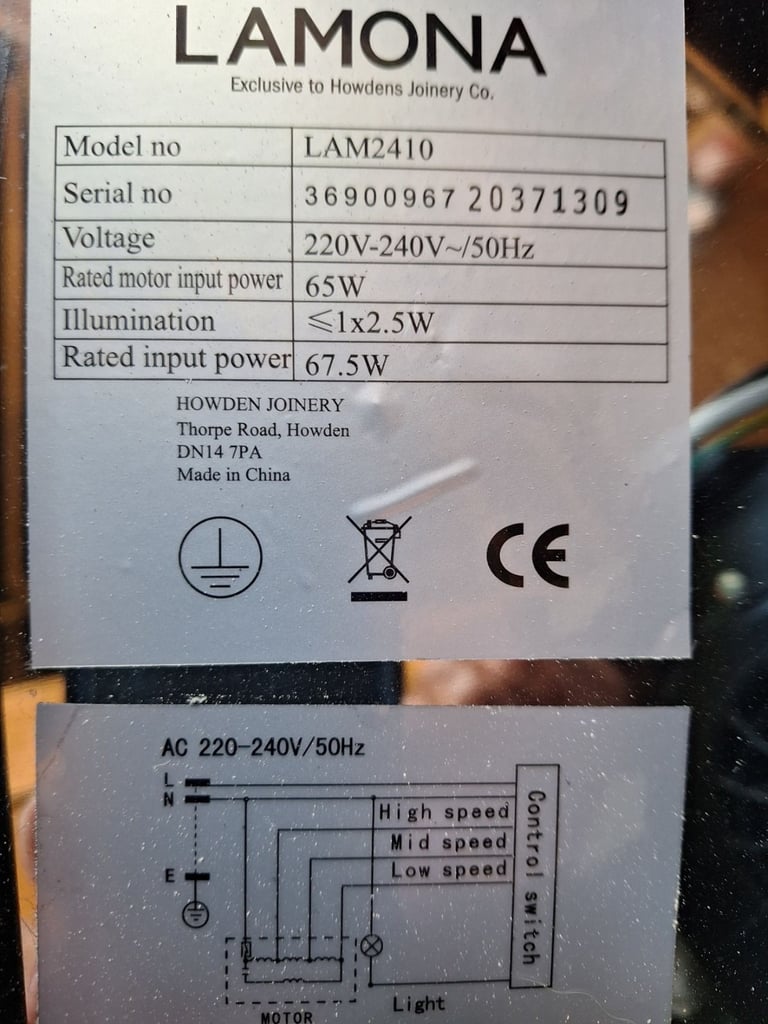 LAMONA
Exclusive to Howdens Joinery Co.
Model no LAM2410
Serial no 36900967 20371309
Voltage 220V-240V~/50Hz
Rated motor input power 65W
Illumination ≤1x2.5W
Rated input power 67.5W
HOWDEN JOINERY
Thorpe Road, Howden
DN14 7PA
Made in China
CE
AC 220-240V/50Hz
L
N
High speed
Mid speed
Low speed
Control switch
E
Light
MOTOR